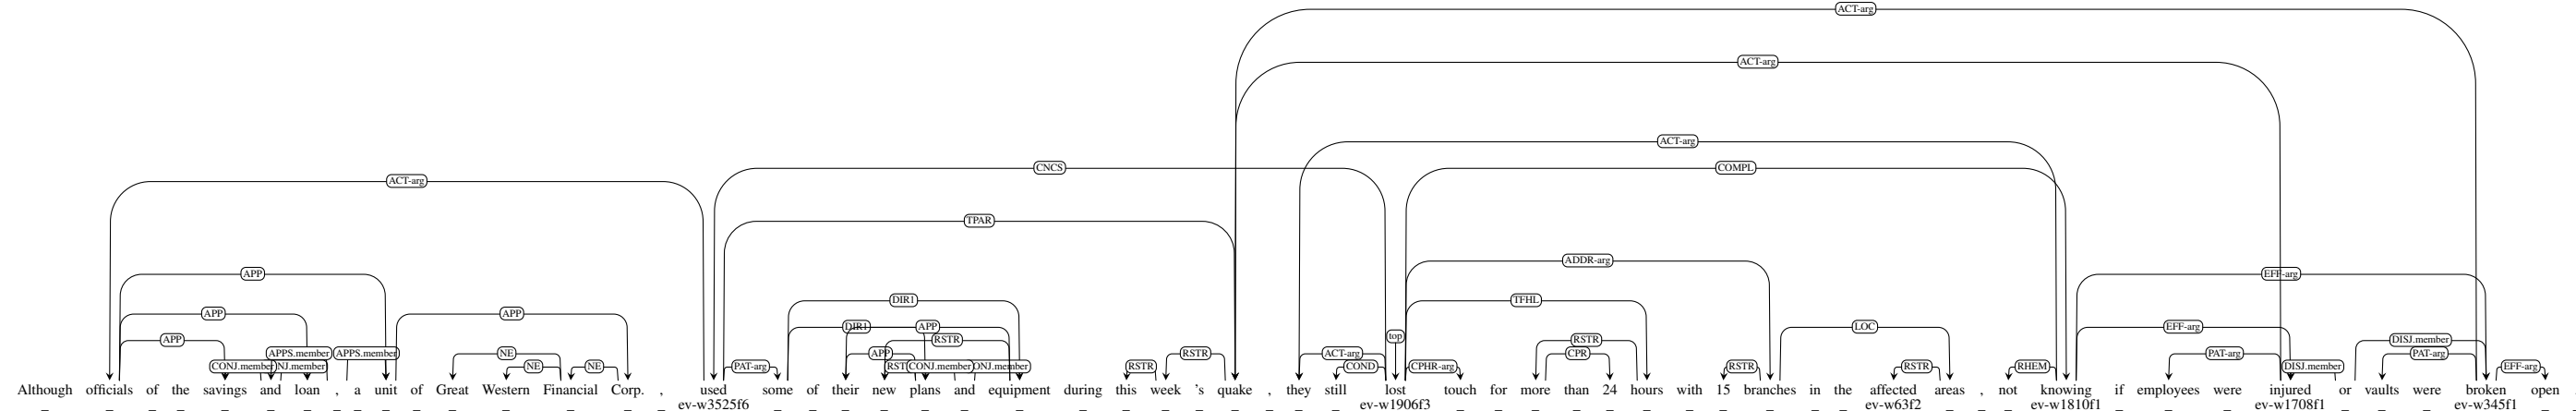 ACT-arg
ACT-arg
ACT-arg
CNCS COMPL
ACT-arg
TPAR
ADDR-arg
APP EFF-arg
DIR1 TFHL
APP APP
DIR1 APP LOC EFF-arg
top
APP RSTR RSTR DISJ.member
APPS.member APPS.member NE APP RSTR ACT-arg CPR PAT-arg PAT-arg
CONJ.member NE NE PAT-arg CONJ.member RSTR COND CPHR-arg RSTR RSTR RHEM DISJ.member EFF-arg
Although officials of the savings and loan , a unit of Great Western Financial Corp. , used some of their new plans and equipment during this week 's quake , they still lost touch for more than 24 hours with 15 branches in the affected areas , not knowing if employees were injured or vaults were broken open
ev-w3525f6 ev-w1906f3 ev-w63f2 ev-w1810f1 ev-w1708f1 ev-w345f1